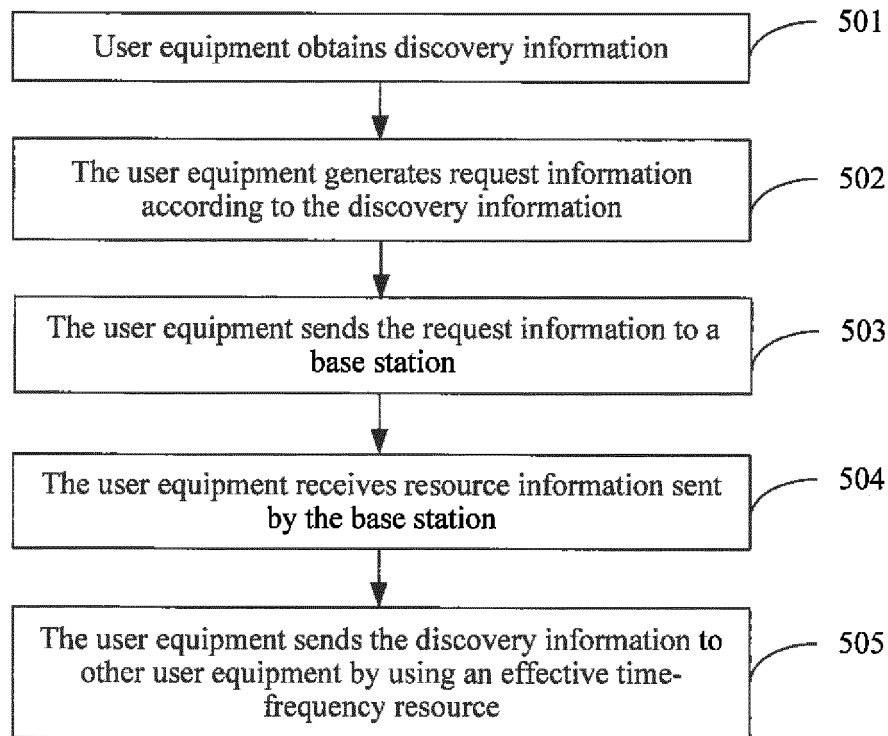 User equipment obtains discovery information
501
The user equipment generates request information
according to the discovery information
502
The user equipment sends the request information to a
base station
503
The user equipment receives resource information sent
by the base station
504
The user equipment sends the discovery information to
other user equipment by using an effective time-
frequency resource
505